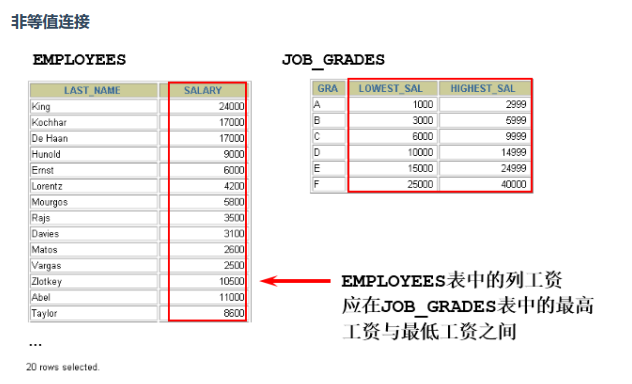 非等值连接
EMPLOYEES
LAST_NAME SALARY
King 24000
Kochhar 17000
De Haan 17000
Hunold 9000
Ernst 6000
Lorentz 4200
Mourgos 5800
Rajs 3500
Davies 3100
Matos 2600
Vargas 2500
Zlotkey 10500
Abel 11000
Taylor 8600
...
20 rows selected.
JOB_GRADES
GRA LOWEST_SAL HIGHEST_SAL
A 1000 2999
B 3000 5999
C 6000 9999
D 10000 14999
E 15000 24999
F 25000 40000
EMPLOYEES表中的列工资
应在JOB_GRADES表中的最高
工资与最低工资之间